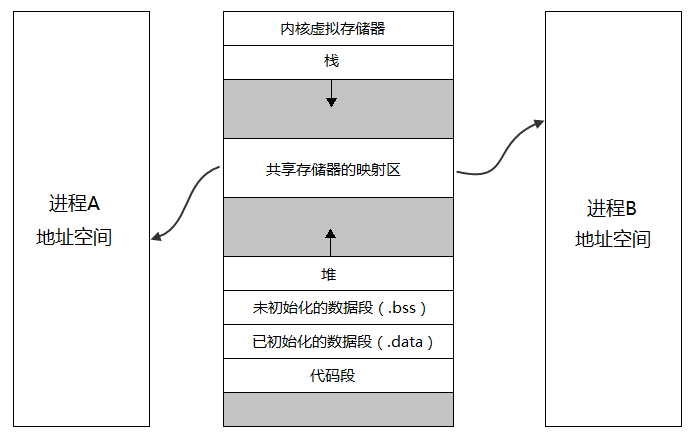 进程A
地址空间
内核虚拟存储器
栈
共享存储器的映射区
堆
未初始化的数据段（.bss）
已初始化的数据段（.data）
代码段
进程B
地址空间